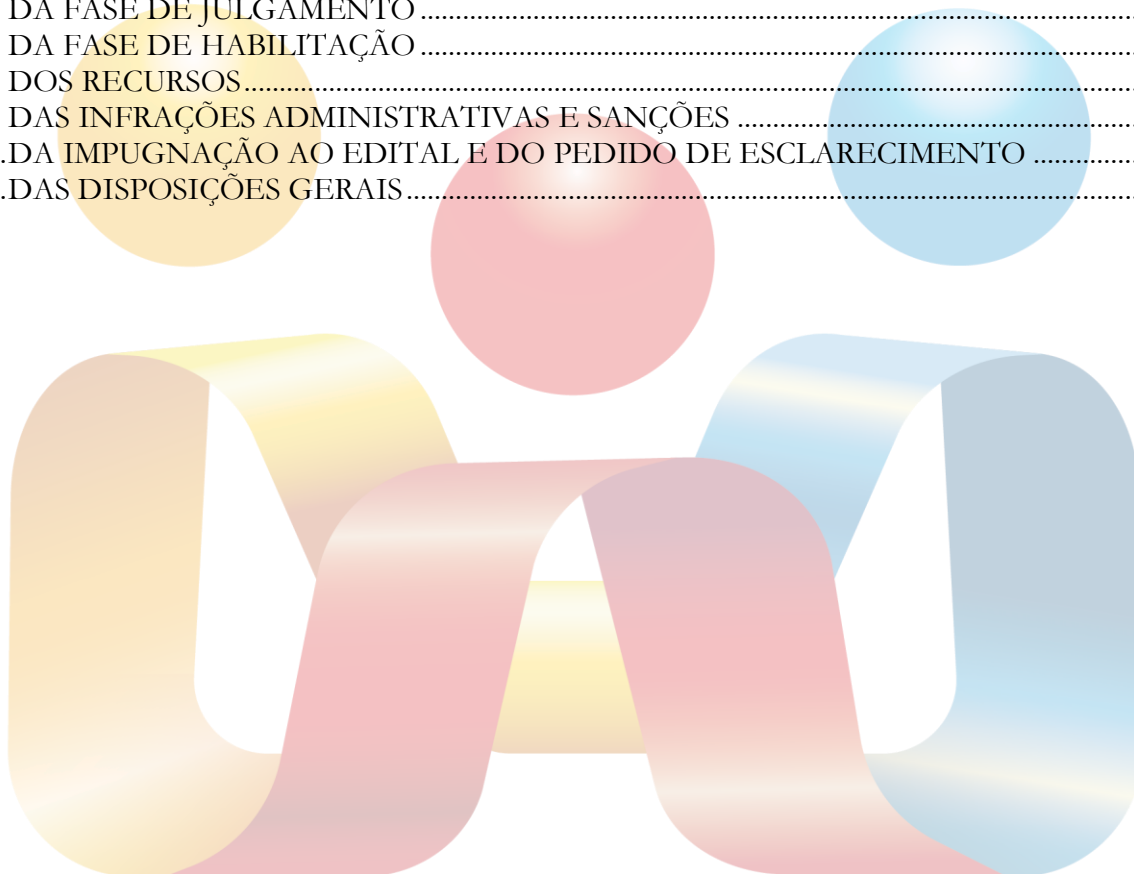 DA FASE DE JULGAMENTO ........................................................................
DA FASE DE HABILITAÇÃO ........................................................................
DOS RECURSOS........................................................................
DAS INFRAÇÕES ADMINISTRATIVAS E SANÇÕES ........................................................................
.DA IMPUGNAÇÃO AO EDITAL E DO PEDIDO DE ESCLARECIMENTO ...............
.DAS DISPOSIÇÕES GERAIS ........................................................................